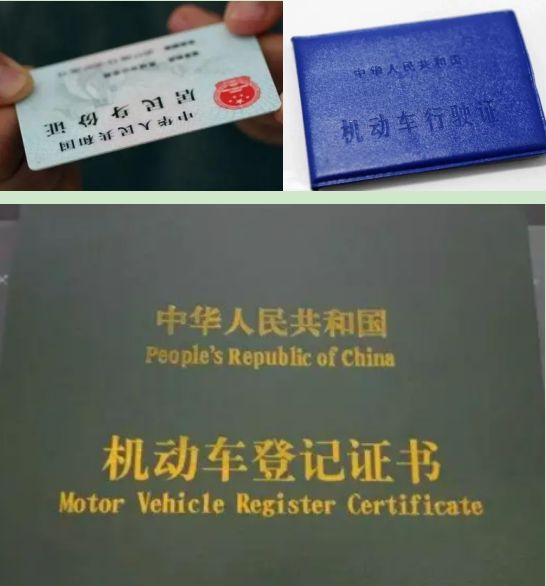 中华人民共和国
居民身份证
中华人民共和国
机动车行驶证
中华人民共和国
People's Republic of China
机动车登记证书
Motor Vehicle Register Certificate